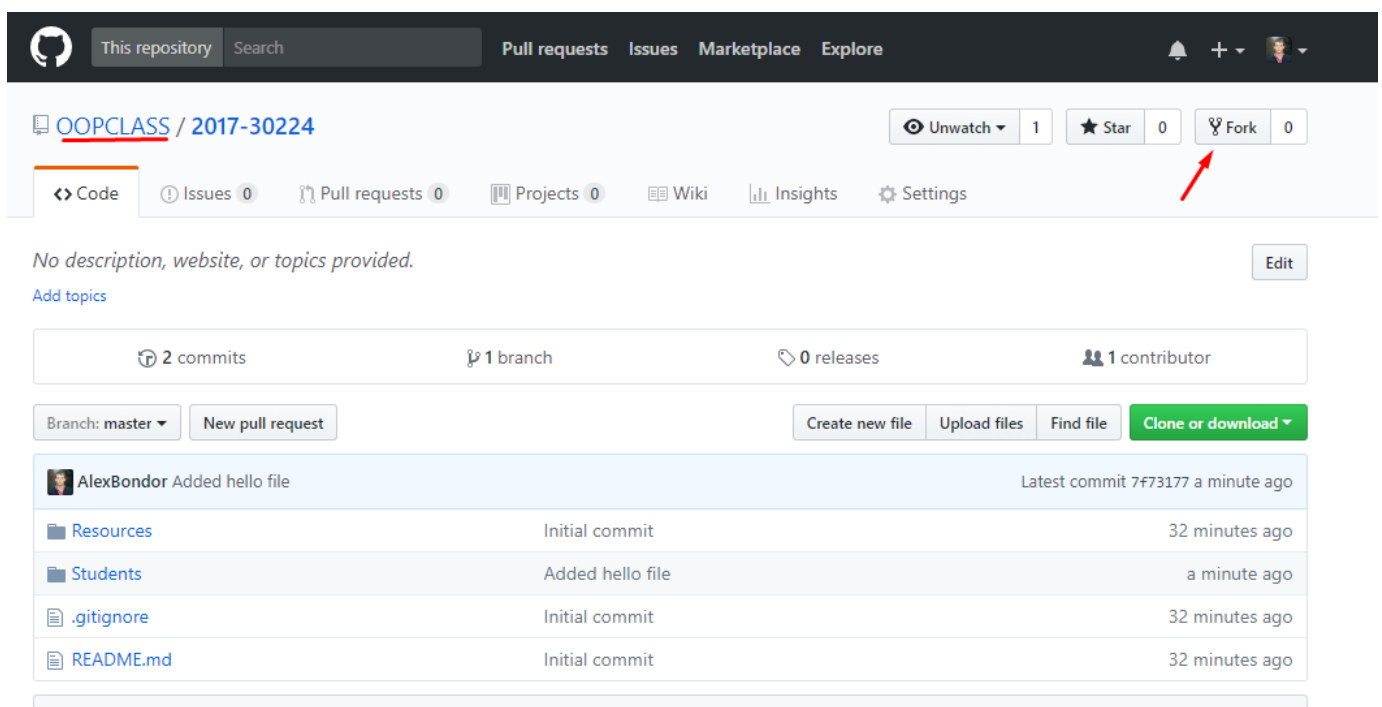 This repository Search Pull requests Issues Marketplace Explore
OOPCLASS / 2017-30224 Unwatch 1 Star 0 Fork 0
Code Issues 0 Pull requests 0 Projects 0 Wiki Insights Settings
No description, website, or topics provided. Edit
Add topics
2 commits 1 branch 0 releases 1 contributor
Branch: master New pull request Create new file Upload files Find file Clone or download
AlexBondor Added hello file Latest commit 7f73177 a minute ago
Resources Initial commit 32 minutes ago
Students Added hello file a minute ago
.gitignore Initial commit 32 minutes ago
README.md Initial commit 32 minutes ago